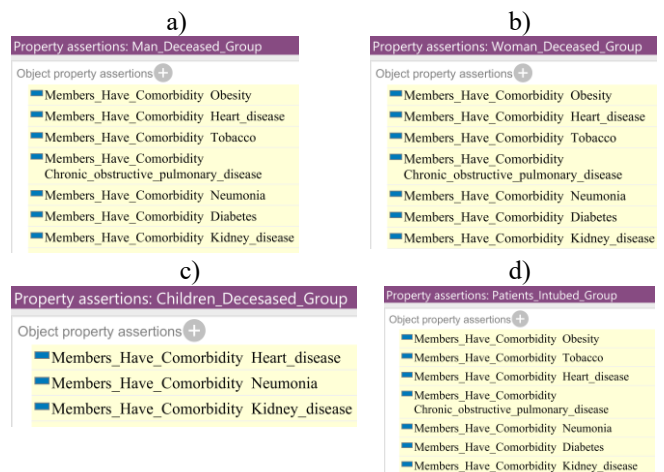 a)
Property assertions: Man_Deceased_Group
Object property assertions
Members_Have_Comorbidity Obesity
Members_Have_Comorbidity Heart_disease
Members_Have_Comorbidity Tobacco
Members_Have_Comorbidity
Chronic_obstructive_pulmonary_disease
Members_Have_Comorbidity Neumonia
Members_Have_Comorbidity Diabetes
Members_Have_Comorbidity Kidney_disease
b)
Property assertions: Woman_Deceased_Group
Object property assertions
Members_Have_Comorbidity Obesity
Members_Have_Comorbidity Heart_disease
Members_Have_Comorbidity Tobacco
Members_Have_Comorbidity
Chronic_obstructive_pulmonary_disease
Members_Have_Comorbidity Neumonia
Members_Have_Comorbidity Diabetes
Members_Have_Comorbidity Kidney_disease
c)
Property assertions: Children_Decesased_Group
Object property assertions
Members_Have_Comorbidity Heart_disease
Members_Have_Comorbidity Neumonia
Members_Have_Comorbidity Kidney_disease
d)
Property assertions: Patients_Intubed_Group
Object property assertions
Members_Have_Comorbidity Obesity
Members_Have_Comorbidity Tobacco
Members_Have_Comorbidity Heart_disease
Members_Have_Comorbidity
Chronic_obstructive_pulmonary_disease
Members_Have_Comorbidity Neumonia
Members_Have_Comorbidity Diabetes
Members_Have_Comorbidity Kidney_disease